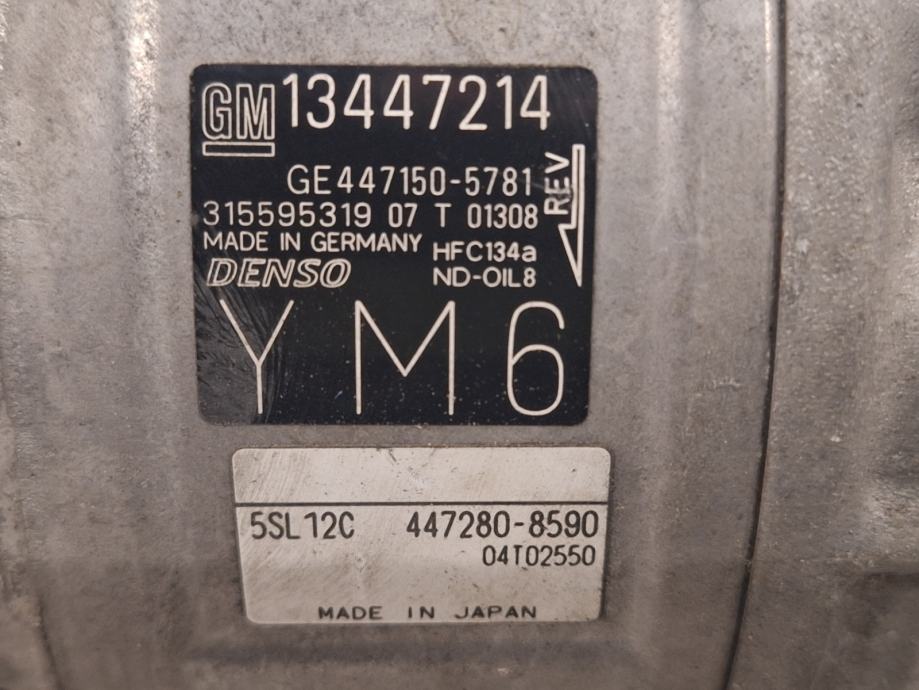 GM 13447214
GE447150-5781
REV
315595319 07 T 01308
MADE IN GERMANY HFC134a
DENSO ND-OIL8
YM6
5SL12C 447280-8590
04T02550
MADE IN JAPAN